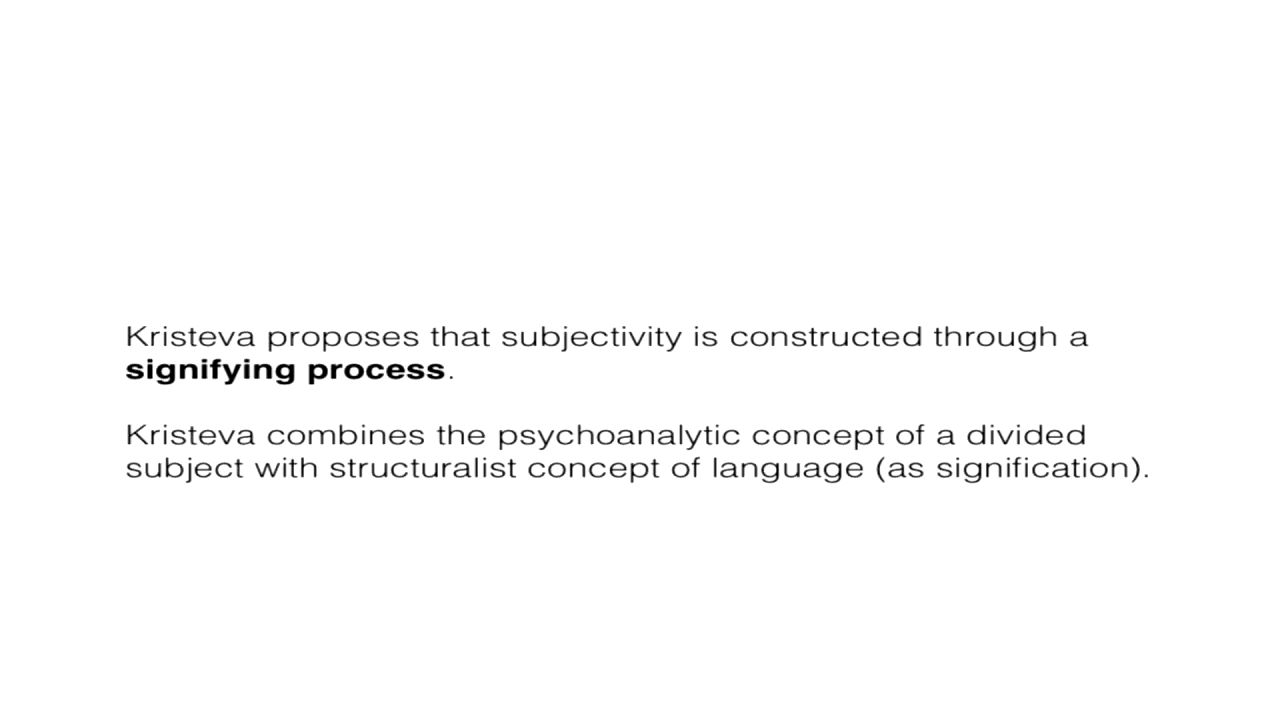 Kristeva proposes that subjectivity is constructed through a
signifying process.
Kristeva combines the psychoanalytic concept of a divided
subject with structuralist concept of language (as signification).